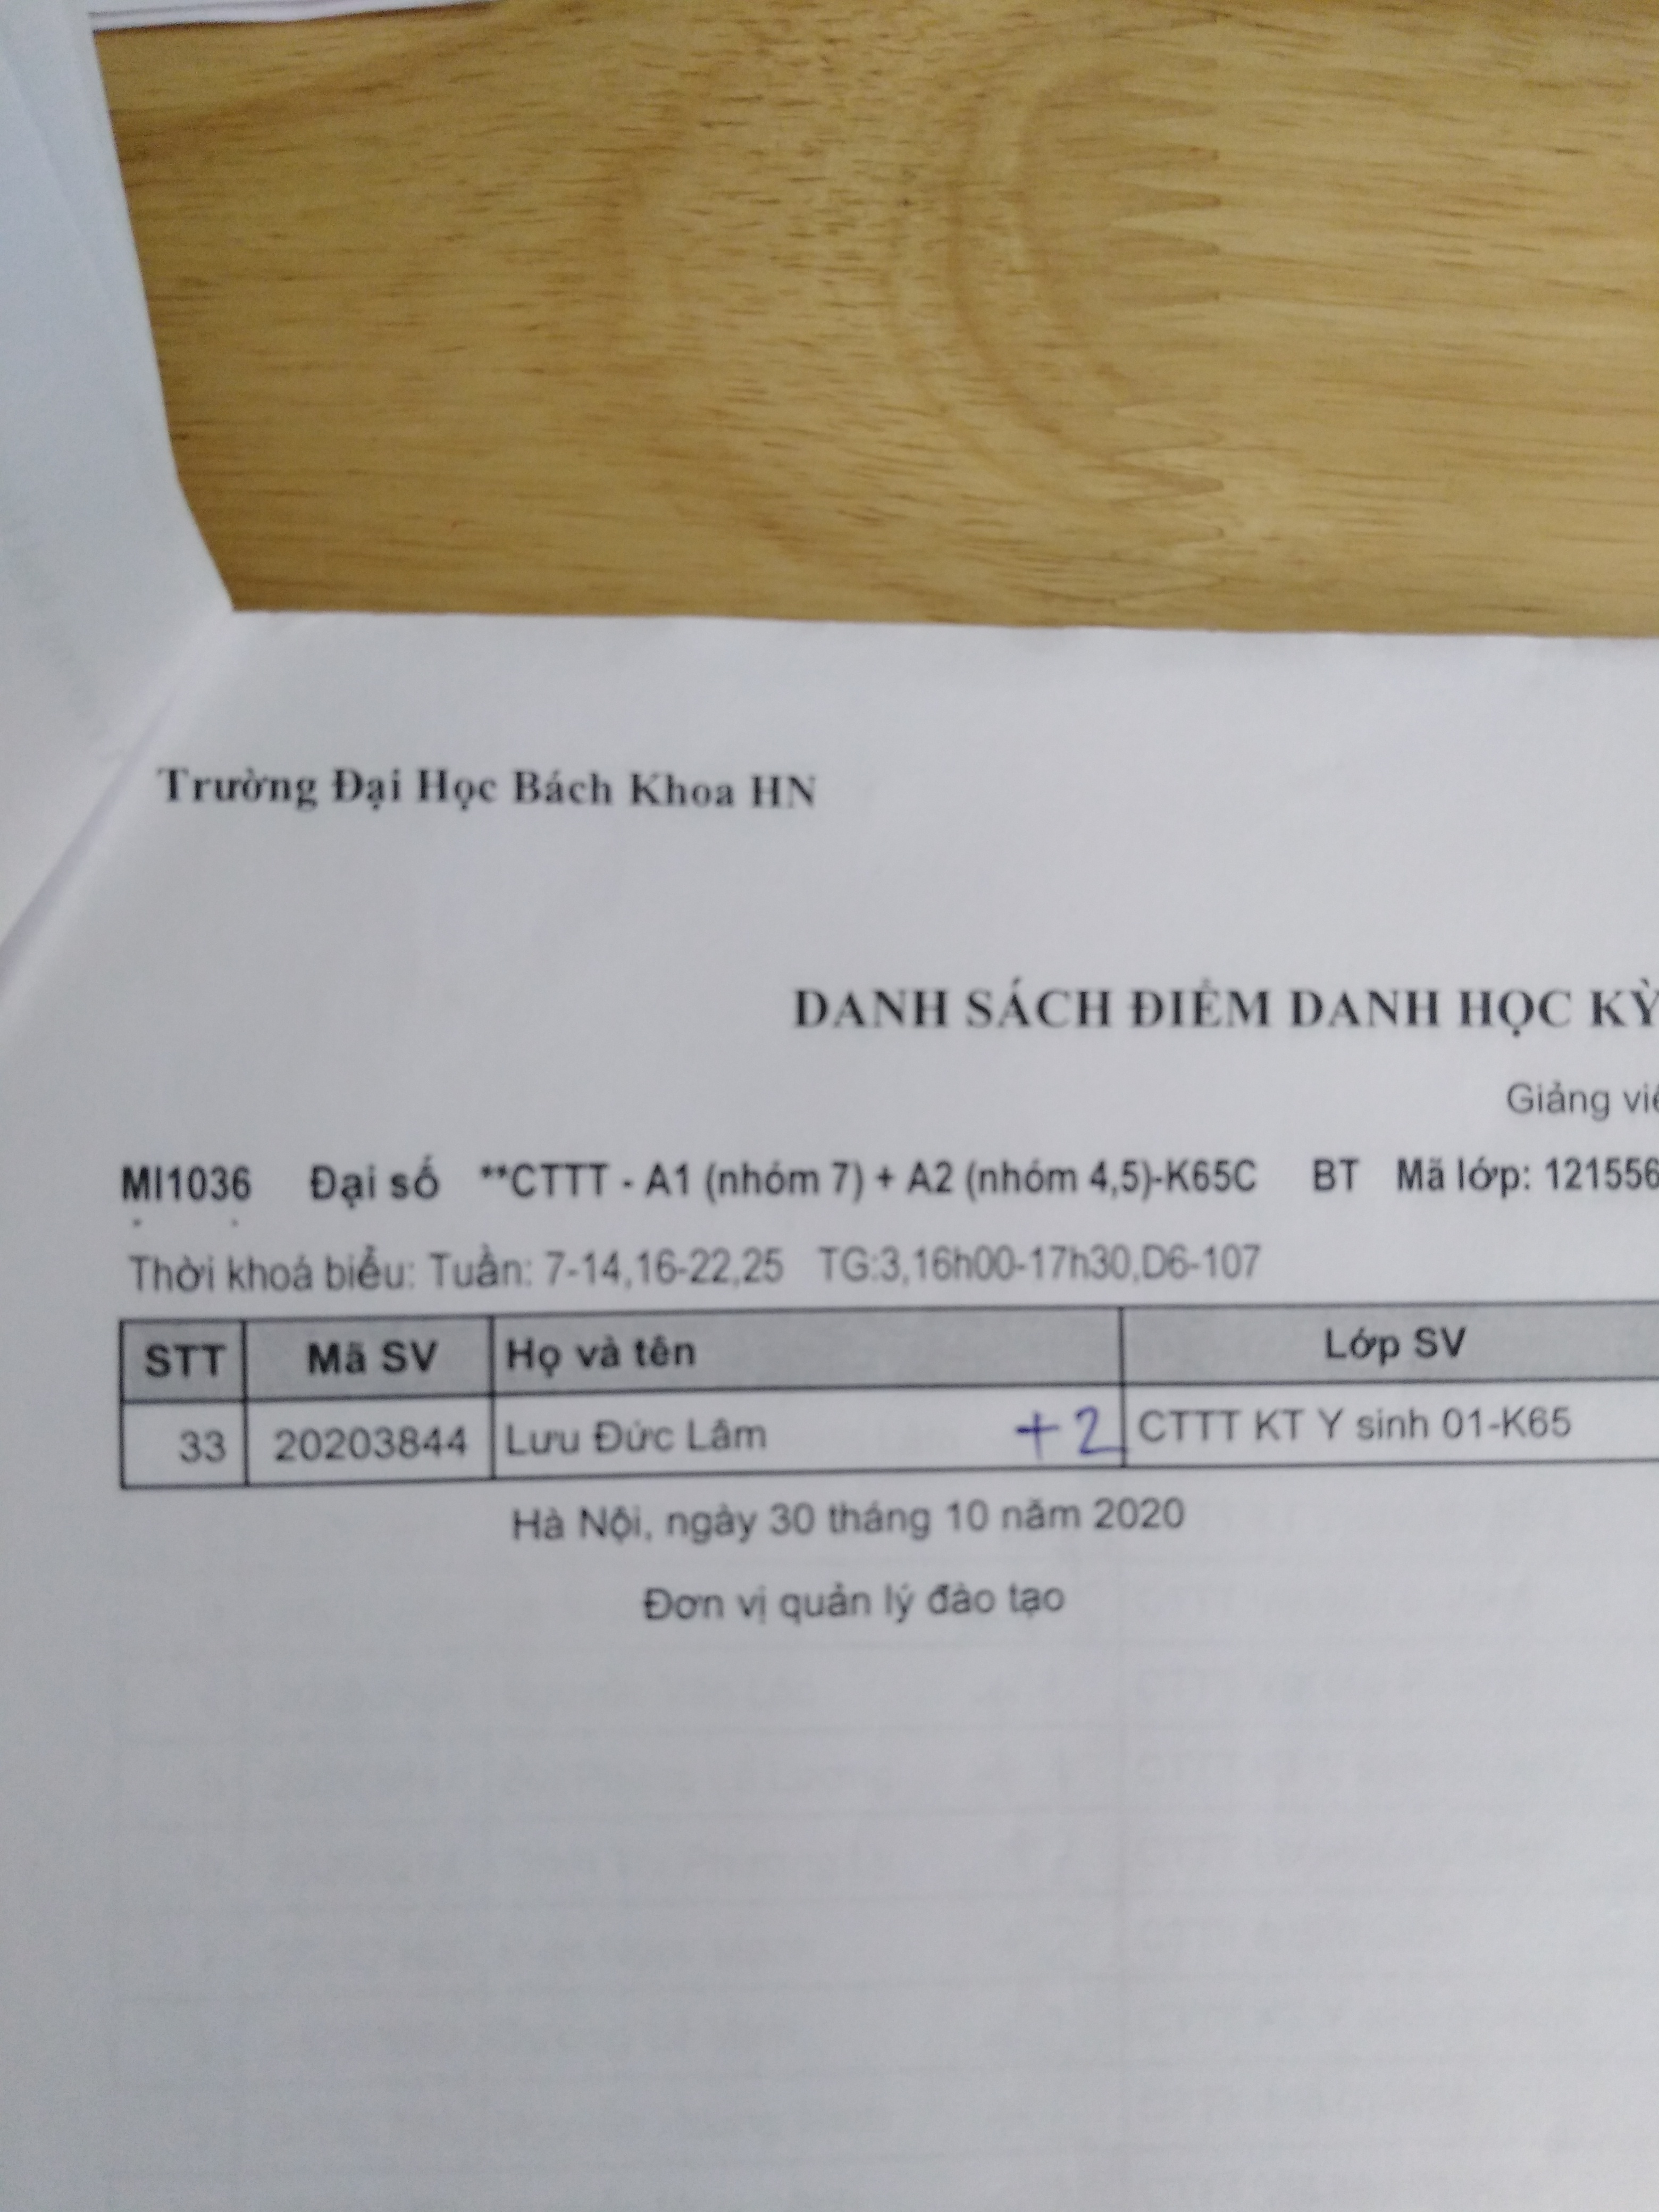 Trường Đại Học Bách Khoa HN
DANH SÁCH ĐIỂM DANH HỌC KỲ
Giảng viê
MI1036 Đại số **CTTT - A1 (nhóm 7) + A2 (nhóm 4,5)-K65C BT Mã lớp: 121556
Thời khoá biểu: Tuần: 7-14,16-22,25 TG:3,16h00-17h30,D6-107
STT Mã SV Họ và tên Lớp SV
33 20203844 Lưu Đức Lâm +2 CTTT KT Y sinh 01-K65
Hà Nội, ngày 30 tháng 10 năm 2020
Đơn vị quản lý đào tạo